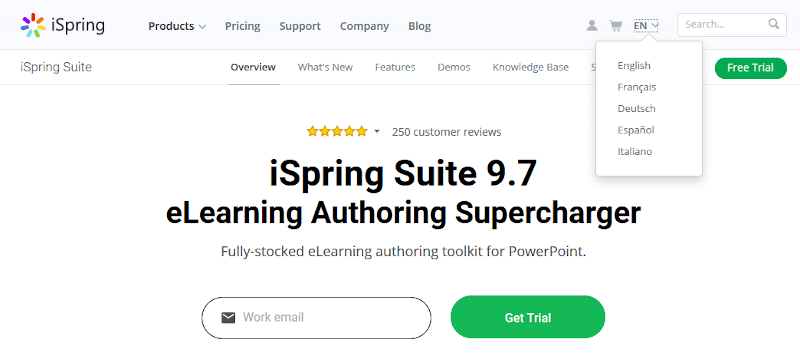 iSpring Products Pricing Support Company Blog EN Search...
iSpring Suite Overview What's New Features Demos Knowledge Base Free Trial
English
Français
Deutsch
Español
Italiano
250 customer reviews
iSpring Suite 9.7
eLearning Authoring Supercharger
Fully-stocked eLearning authoring toolkit for PowerPoint.
Work email Get Trial